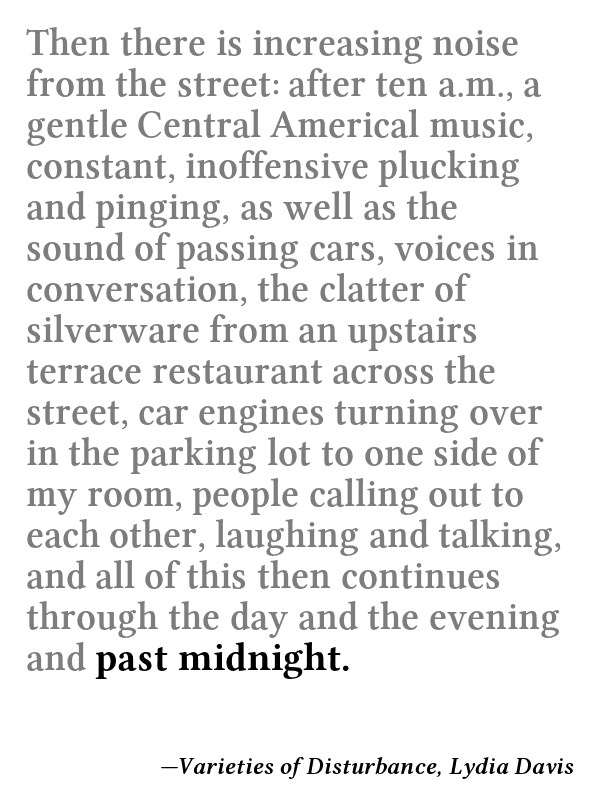 Then there is increasing noise
from the street: after ten a.m., a
gentle Central Americal music,
constant, inoffensive plucking
and pinging, as well as the
sound of passing cars, voices in
conversation, the clatter of
silverware from an upstairs
terrace restaurant across the
street, car engines turning over
in the parking lot to one side of
my room, people calling out to
each other, laughing and talking,
and all of this then continues
through the day and the evening
and past midnight.
—Varieties of Disturbance, Lydia Davis